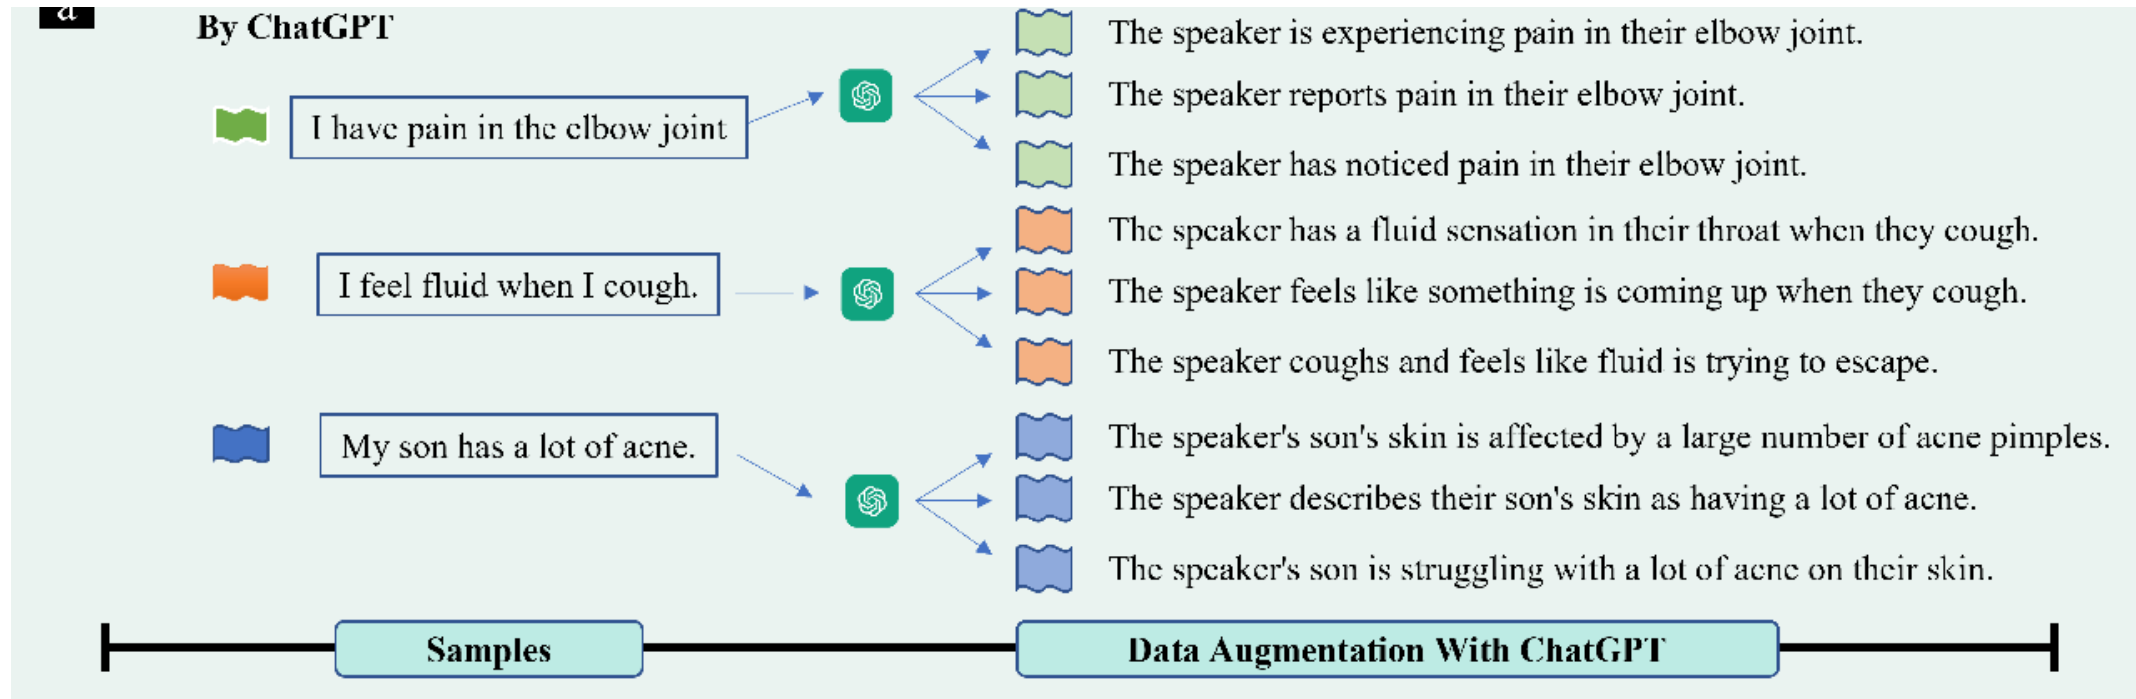 a
By ChatGPT
I have pain in the elbow joint
The speaker is experiencing pain in their elbow joint.
The speaker reports pain in their elbow joint.
The speaker has noticed pain in their elbow joint.
I feel fluid when I cough.
The speaker has a fluid sensation in their throat when they cough.
The speaker feels like something is coming up when they cough.
The speaker coughs and feels like fluid is trying to escape.
My son has a lot of acne.
The speaker's son's skin is affected by a large number of acne pimples.
The speaker describes their son's skin as having a lot of acne.
The speaker's son is struggling with a lot of acne on their skin.
Samples
Data Augmentation With ChatGPT